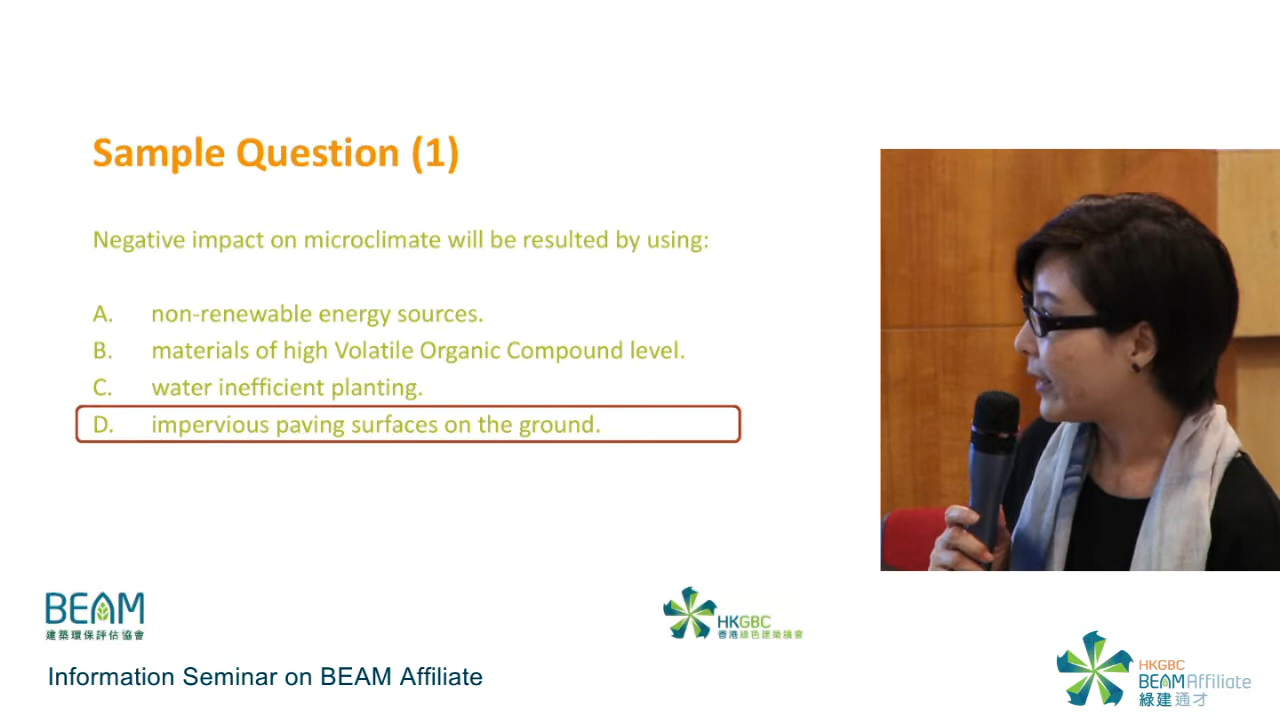 Sample Question (1)
Negative impact on microclimate will be resulted by using:
A. non-renewable energy sources.
B. materials of high Volatile Organic Compound level.
C. water inefficient planting.
D. impervious paving surfaces on the ground.
BEAM
建築環保評估協會
HKGBC
香港綠色建築議會
Information Seminar on BEAM Affiliate
HKGBC
BEAMAffiliate
綠建通才